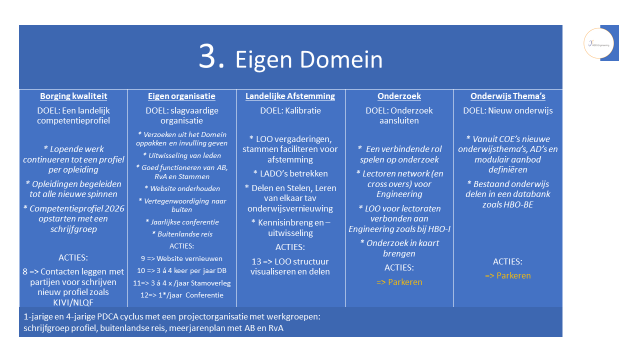 3. Eigen Domein
Borging kwaliteit
DOEL: Een landelijk
competentieprofiel
* Lopende werk
continueren tot een profiel
per opleiding
* Opleidingen begeleiden
tot alle nieuwe spinnen
* Competentieprofiel 2026
opstarten met een
schrijfgroep
ACTIES:
8 => Contacten leggen met
partijen voor schrijven
nieuw profiel zoals
KIVI/NLQF
Eigen organisatie
DOEL: slagvaardige
organisatie
* Verzoeken uit het Domein
oppakken en invulling geven
* Uitwisseling van leden
* Goed functioneren van AB,
RvA en Stammen
* Website onderhouden
* Vertegenwoordiging naar
buiten
* Jaarlijkse conferentie
* Buitenlandse reis
ACTIES:
9 => Website vernieuwen
10 => 3 á 4 keer per jaar DB
11=> 3 á 4 x /jaar Stamoverleg
12=> 1*/jaar Conferentie
Landelijke Afstemming
DOEL: Kalibratie
* LOO vergaderingen,
stammen faciliteren voor
afstemming
* LADO's betrekken
* Delen en Stelen, Leren
van elkaar tav
onderwijsvernieuwing
* Kennisinbreng en –
uitwisseling
ACTIES:
13 => LOO structuur
visualiseren en delen
Onderzoek
DOEL: Onderzoek
aansluiten
* Een verbindende rol
spelen op onderzoek
* Lectoren network (en
cross overs) voor
Engineering
* LOO voor lectoraten
verbonden aan
Engineering zoals bij HBO-I
* Onderzoek in kaart
brengen
ACTIES:
=> Parkeren
Onderwijs Thema's
DOEL: Nieuw onderwijs
* Vanuit COE's nieuwe
onderwijsthema's, AD's en
modulair aanbod
definiëren
* Bestaand onderwijs
delen in een databank
zoals HBO-BE
ACTIES:
=> Parkeren
1-jarige en 4-jarige PDCA cyclus met een projectorganisatie met werkgroepen:
schrijfgroep profiel, buitenlandse reis, meerjarenplan met AB en RvA